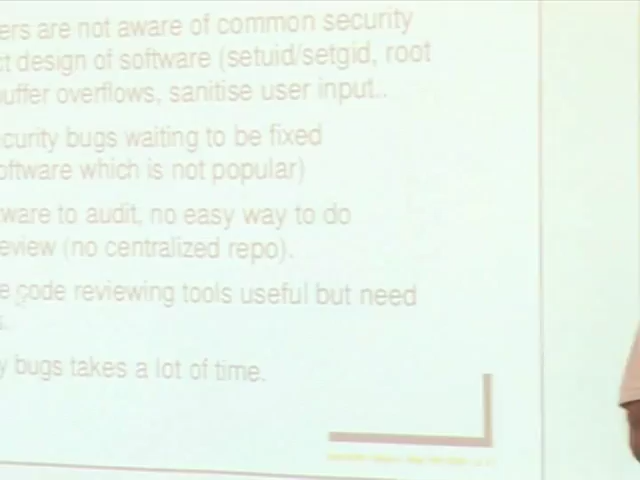 ers are not aware of common security
t design of software (setuid/setgid, root
uffer overflows, sanitise user input..
curity bugs waiting to be fixed
oftware which is not popular)
ware to audit, no easy way to do
eview (no centralized repo).
e code reviewing tools useful but need
y bugs takes a lot of time.